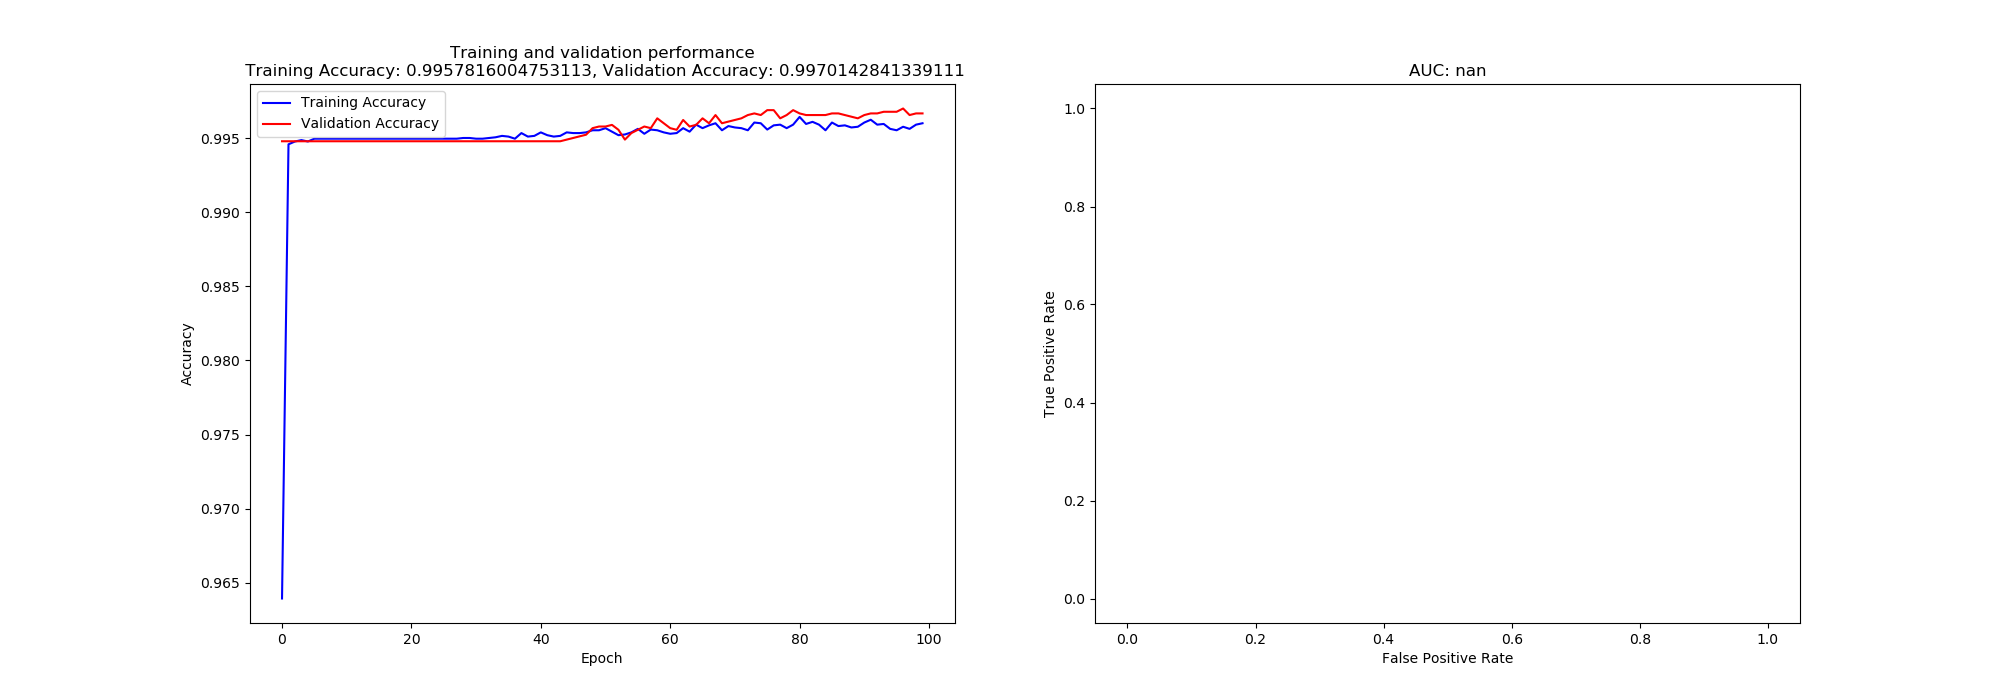 Training and validation performance
Training Accuracy: 0.9957816004753113, Validation Accuracy: 0.9970142841339111
Training Accuracy
Validation Accuracy
0.995
0.990
0.985
0.980
0.975
0.970
0.965
Accuracy
0
20
40
60
80
100
Epoch
AUC: nan
1.0
0.8
0.6
0.4
0.2
0.0
True Positive Rate
0.0
0.2
0.4
0.6
0.8
1.0
False Positive Rate